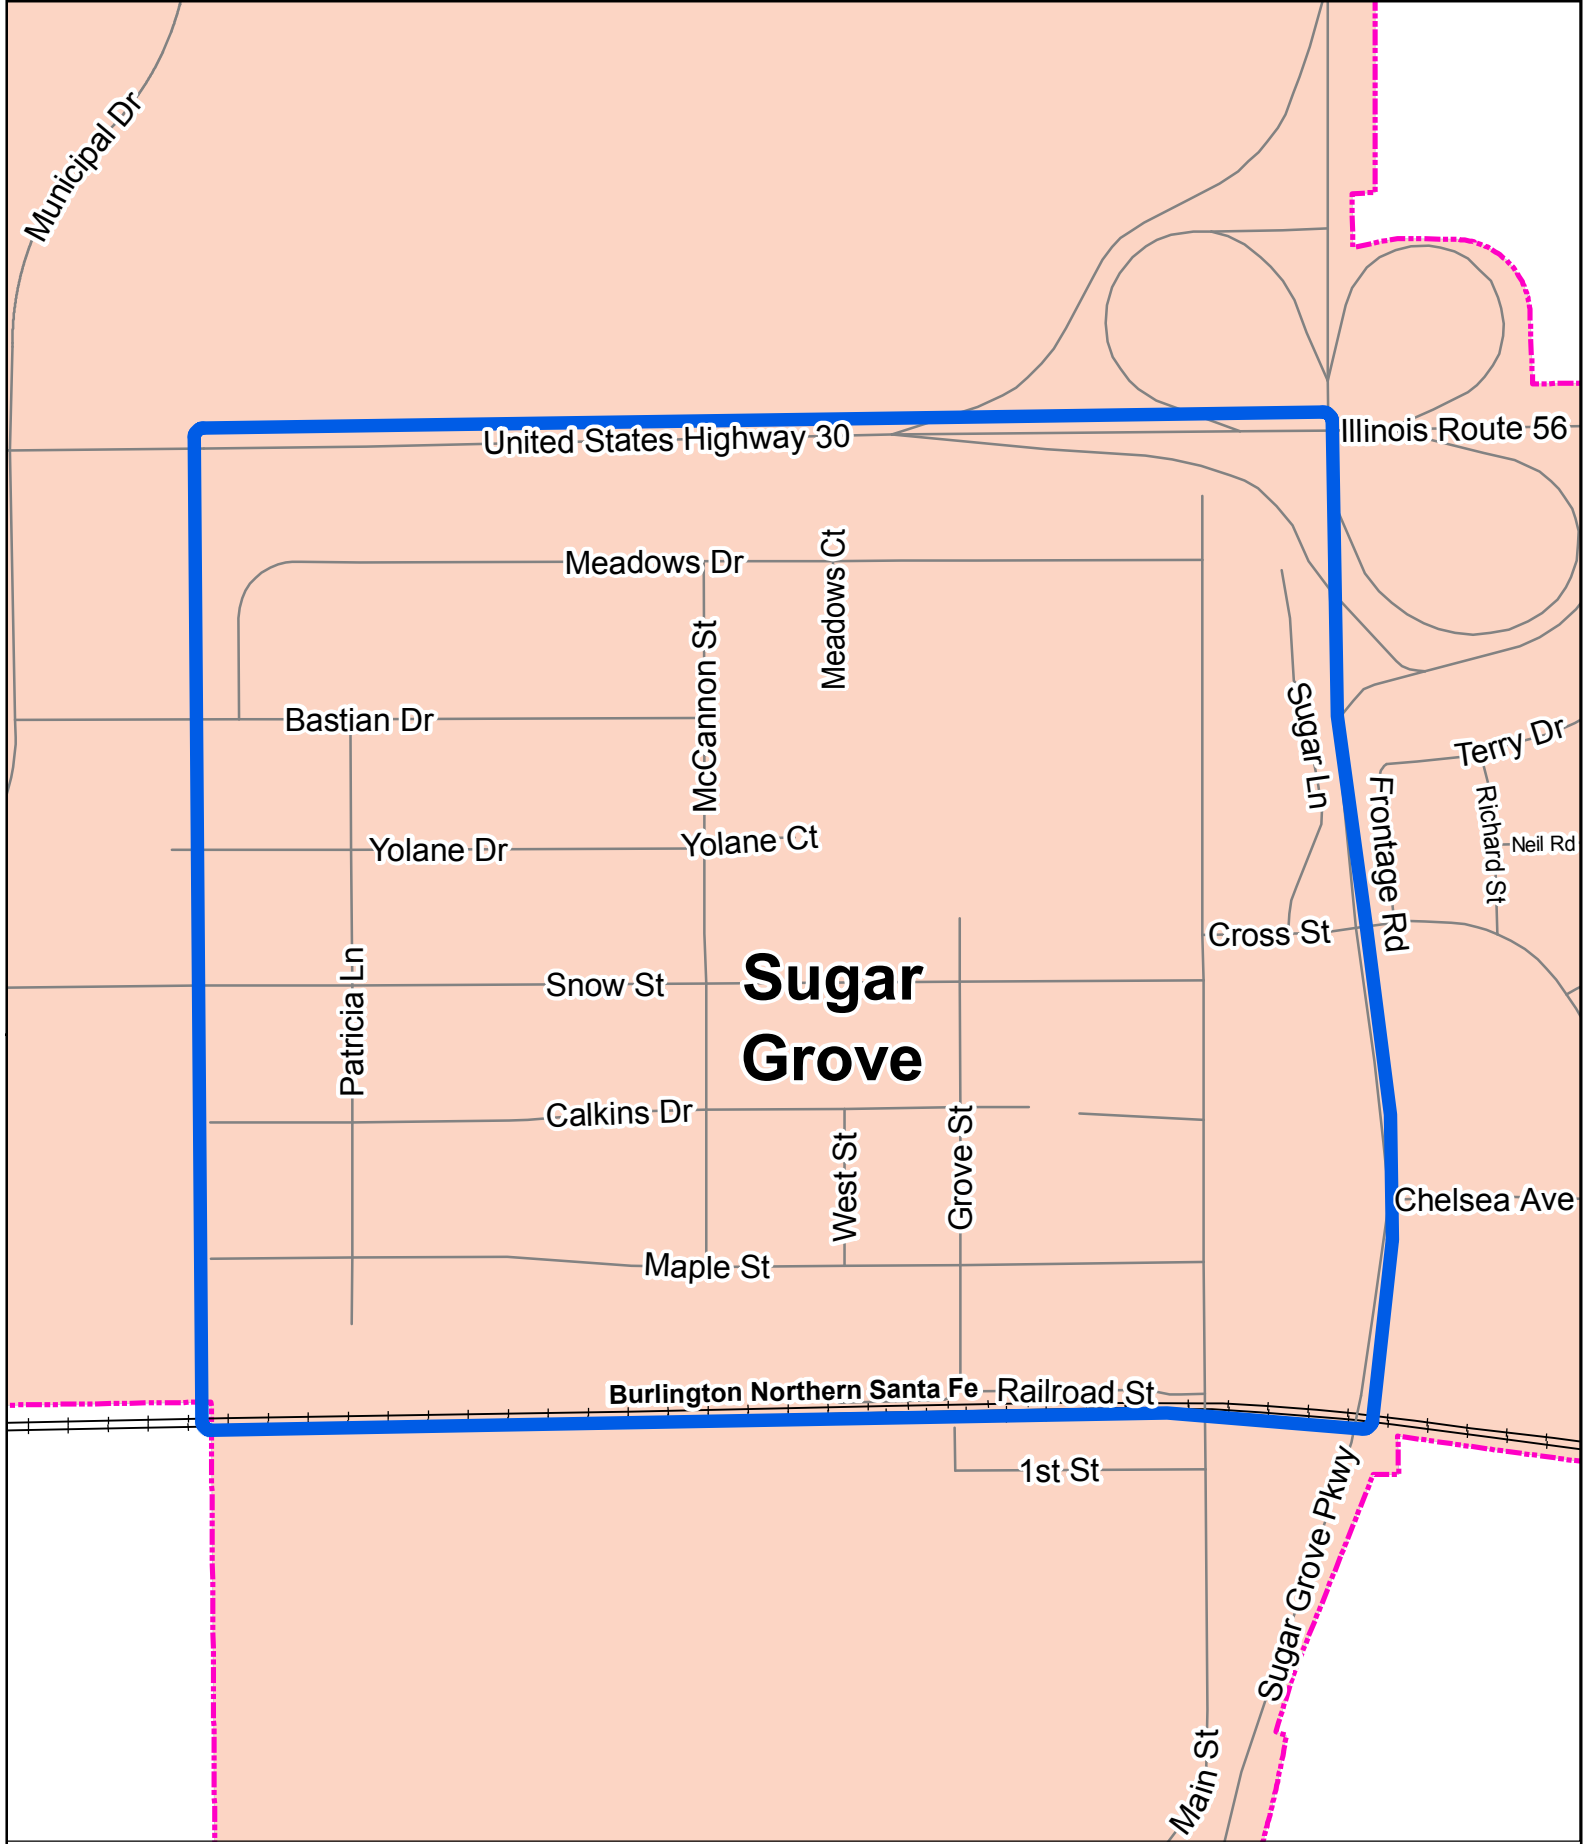 Municipal Dr
United States Highway 30
Illinois Route 56
Meadows Dr
Meadows Ct
McCannon St
Sugar Ln
Bastian Dr
Terry Dr
Frontage Rd
Richard St
Neil Rd
Yolane Dr
Yolane Ct
Cross St
Patricia Ln
Snow St
Sugar
Grove
Calkins Dr
West St
Grove St
Chelsea Ave
Maple St
Burlington Northern Santa Fe
Railroad St
1st St
Sugar Grove Pkwy
Main St